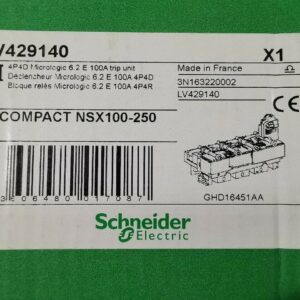 V429140
4P4D Micrologic 6.2 E 100A trip unit
Déclencheur Micrologic 6.2 E 100A 4P4D
Bloque relés Micrologic 6.2 E 100A 4P4R
Made in France
X1
3N163220002
LV429140
COMPACT NSX100-250
3606480017087
Schneider
Electric
GHD16451AA